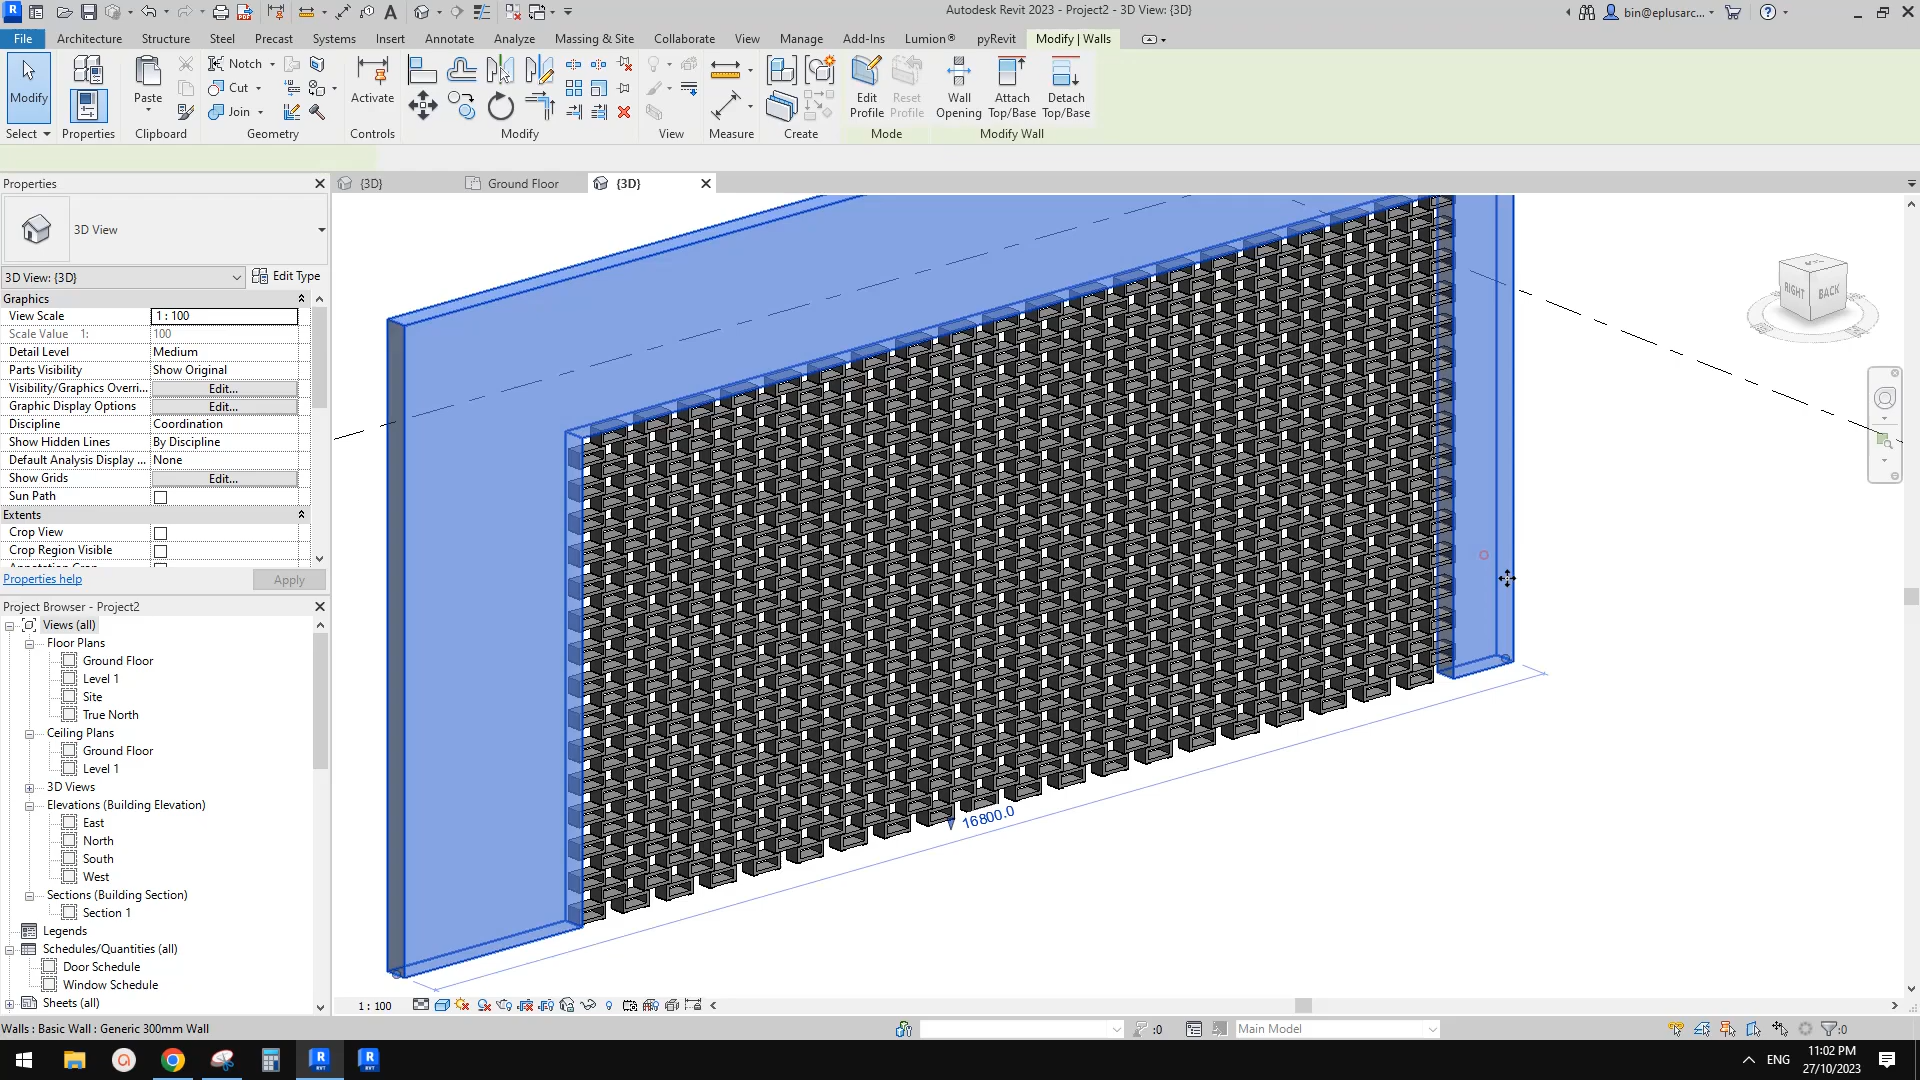 Autodesk Revit 2023 - Project2 - 3D View: {3D}
bin@eplusarc...
File Architecture Structure Steel Precast Systems Insert Annotate Analyze Massing & Site Collaborate View Manage Add-Ins Lumion® pyRevit Modify | Walls
Modify
Paste
Notch
Cut
Join
Activate
Edit Profile
Reset Profile
Wall Opening
Attach Top/Base
Detach Top/Base
Select Properties Clipboard Geometry Controls Modify View Measure Create Mode Modify Wall
Properties
{3D} Ground Floor {3D}
3D View
3D View: {3D} Edit Type
Graphics
View Scale 1 : 100
Scale Value 1: 100
Detail Level Medium
Parts Visibility Show Original
Visibility/Graphics Overri... Edit...
Graphic Display Options Edit...
Discipline Coordination
Show Hidden Lines By Discipline
Default Analysis Display ... None
Show Grids Edit...
Sun Path
Extents
Crop View
Crop Region Visible
Properties help Apply
Project Browser - Project2
Views (all)
Floor Plans
Ground Floor
Level 1
Site
True North
Ceiling Plans
Ground Floor
Level 1
3D Views
Elevations (Building Elevation)
East
North
South
West
Sections (Building Section)
Section 1
Legends
Schedules/Quantities (all)
Door Schedule
Window Schedule
Sheets (all)
RIGHT BACK
16800.0
1 : 100
Walls : Basic Wall : Generic 300mm Wall
:0
Main Model
:0
ENG
11:02 PM
27/10/2023